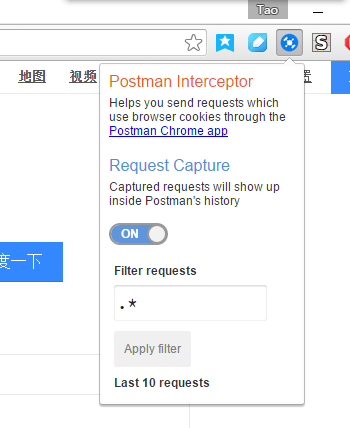 Tao
地图
视频
Postman Interceptor
Helps you send requests which
use browser cookies through the
Postman Chrome app
Request Capture
Captured requests will show up
inside Postman's history
ON
度一下
Filter requests
.*
Apply filter
Last 10 requests